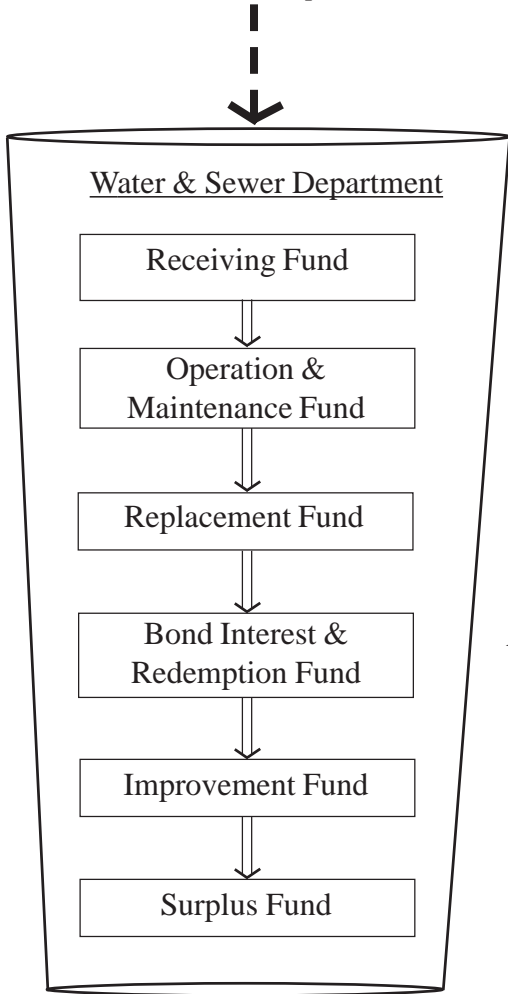 Water & Sewer Department
Receiving Fund
Operation &
Maintenance Fund
Replacement Fund
Bond Interest &
Redemption Fund
Improvement Fund
Surplus Fund